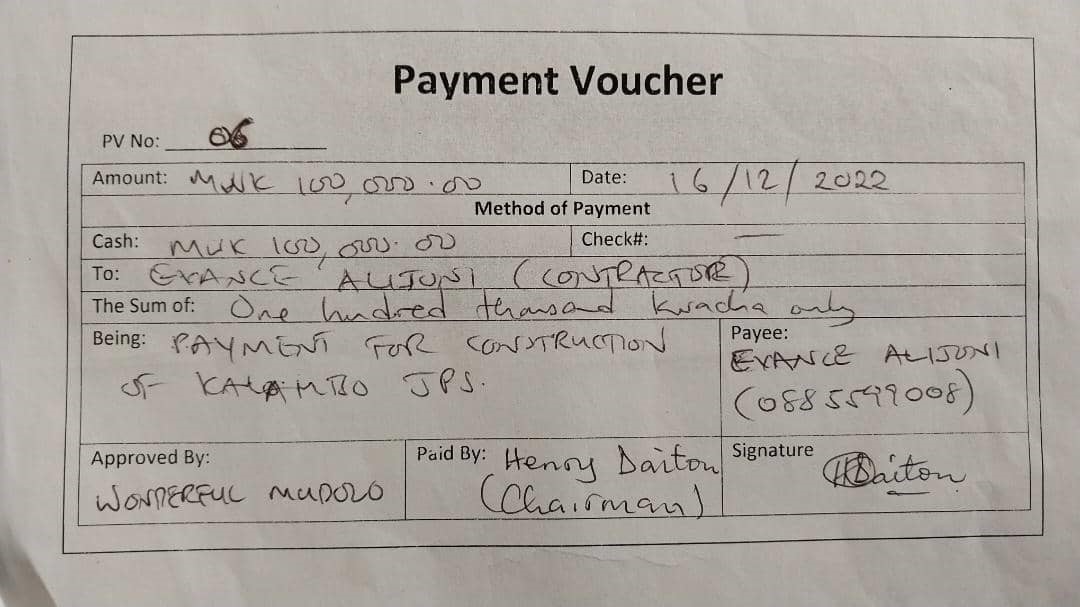 Payment Voucher
PV No: 06
Amount: MWK 100,000.00 Date: 16/12/2022
Method of Payment
Cash: MWK 100,000.00 Check#: —
To: EVANCE ALIJONI (CONTRACTOR)
The Sum of: One hundred thousand kwacha only
Being: PAYMENT FOR CONSTRUCTION
OF KALAMBO JPS.
Payee:
EVANCE ALIJONI
(0885599008)
Approved By:
WONDERFUL MUDOLO
Paid By: Henry Daiton
(Chairman)
Signature HDaiton